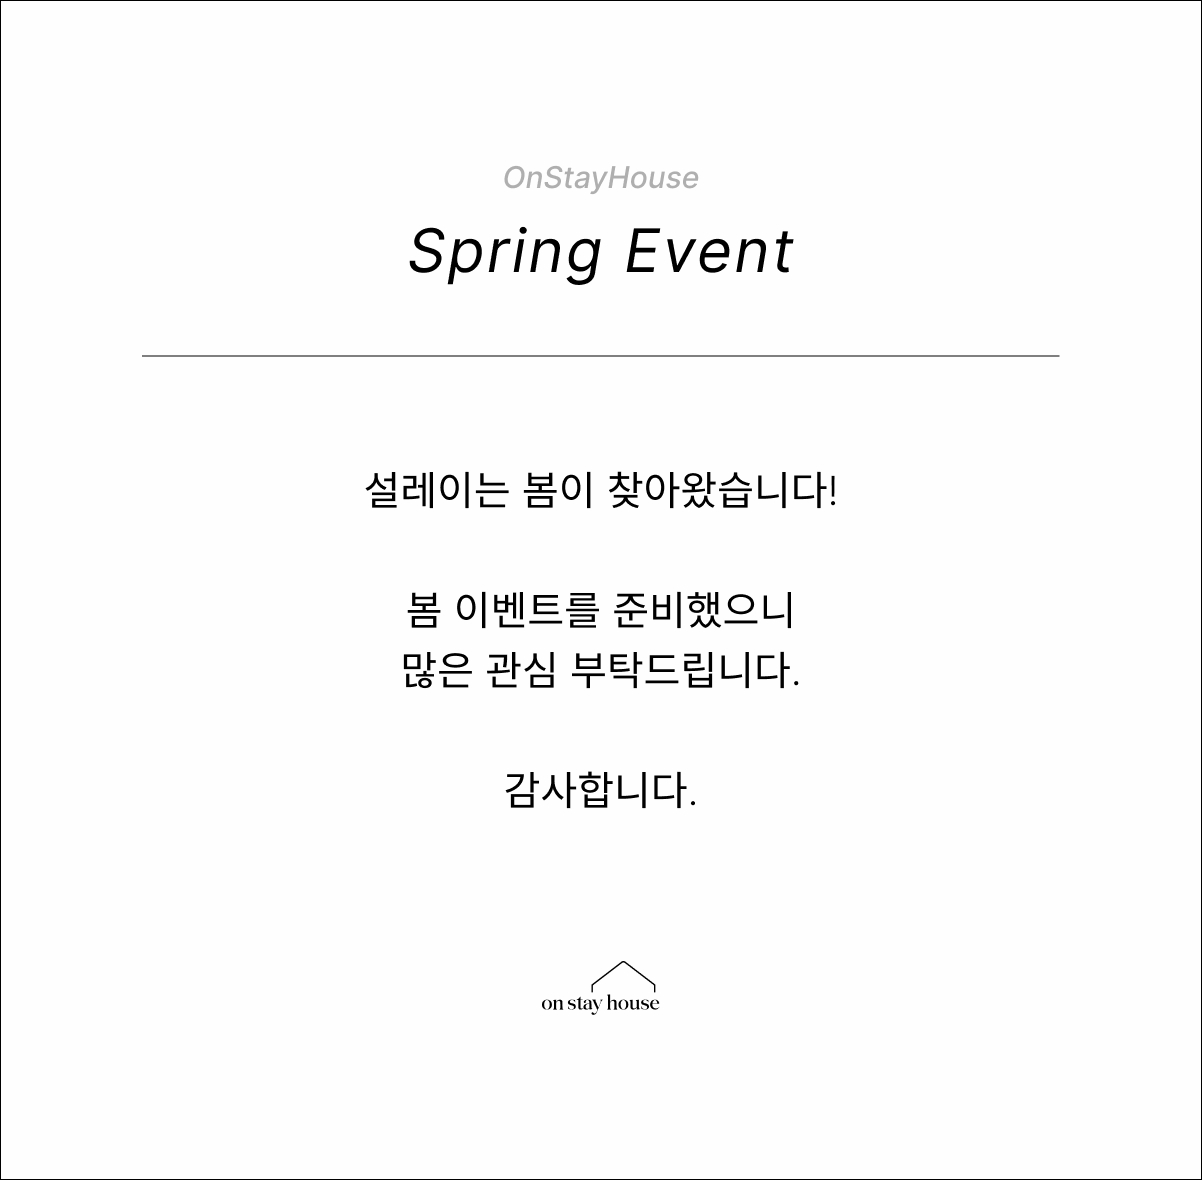 OnStayHouse
Spring Event
설레이는 봄이 찾아왔습니다!
봄 이벤트를 준비했으니
많은 관심 부탁드립니다.
감사합니다.
on stay house